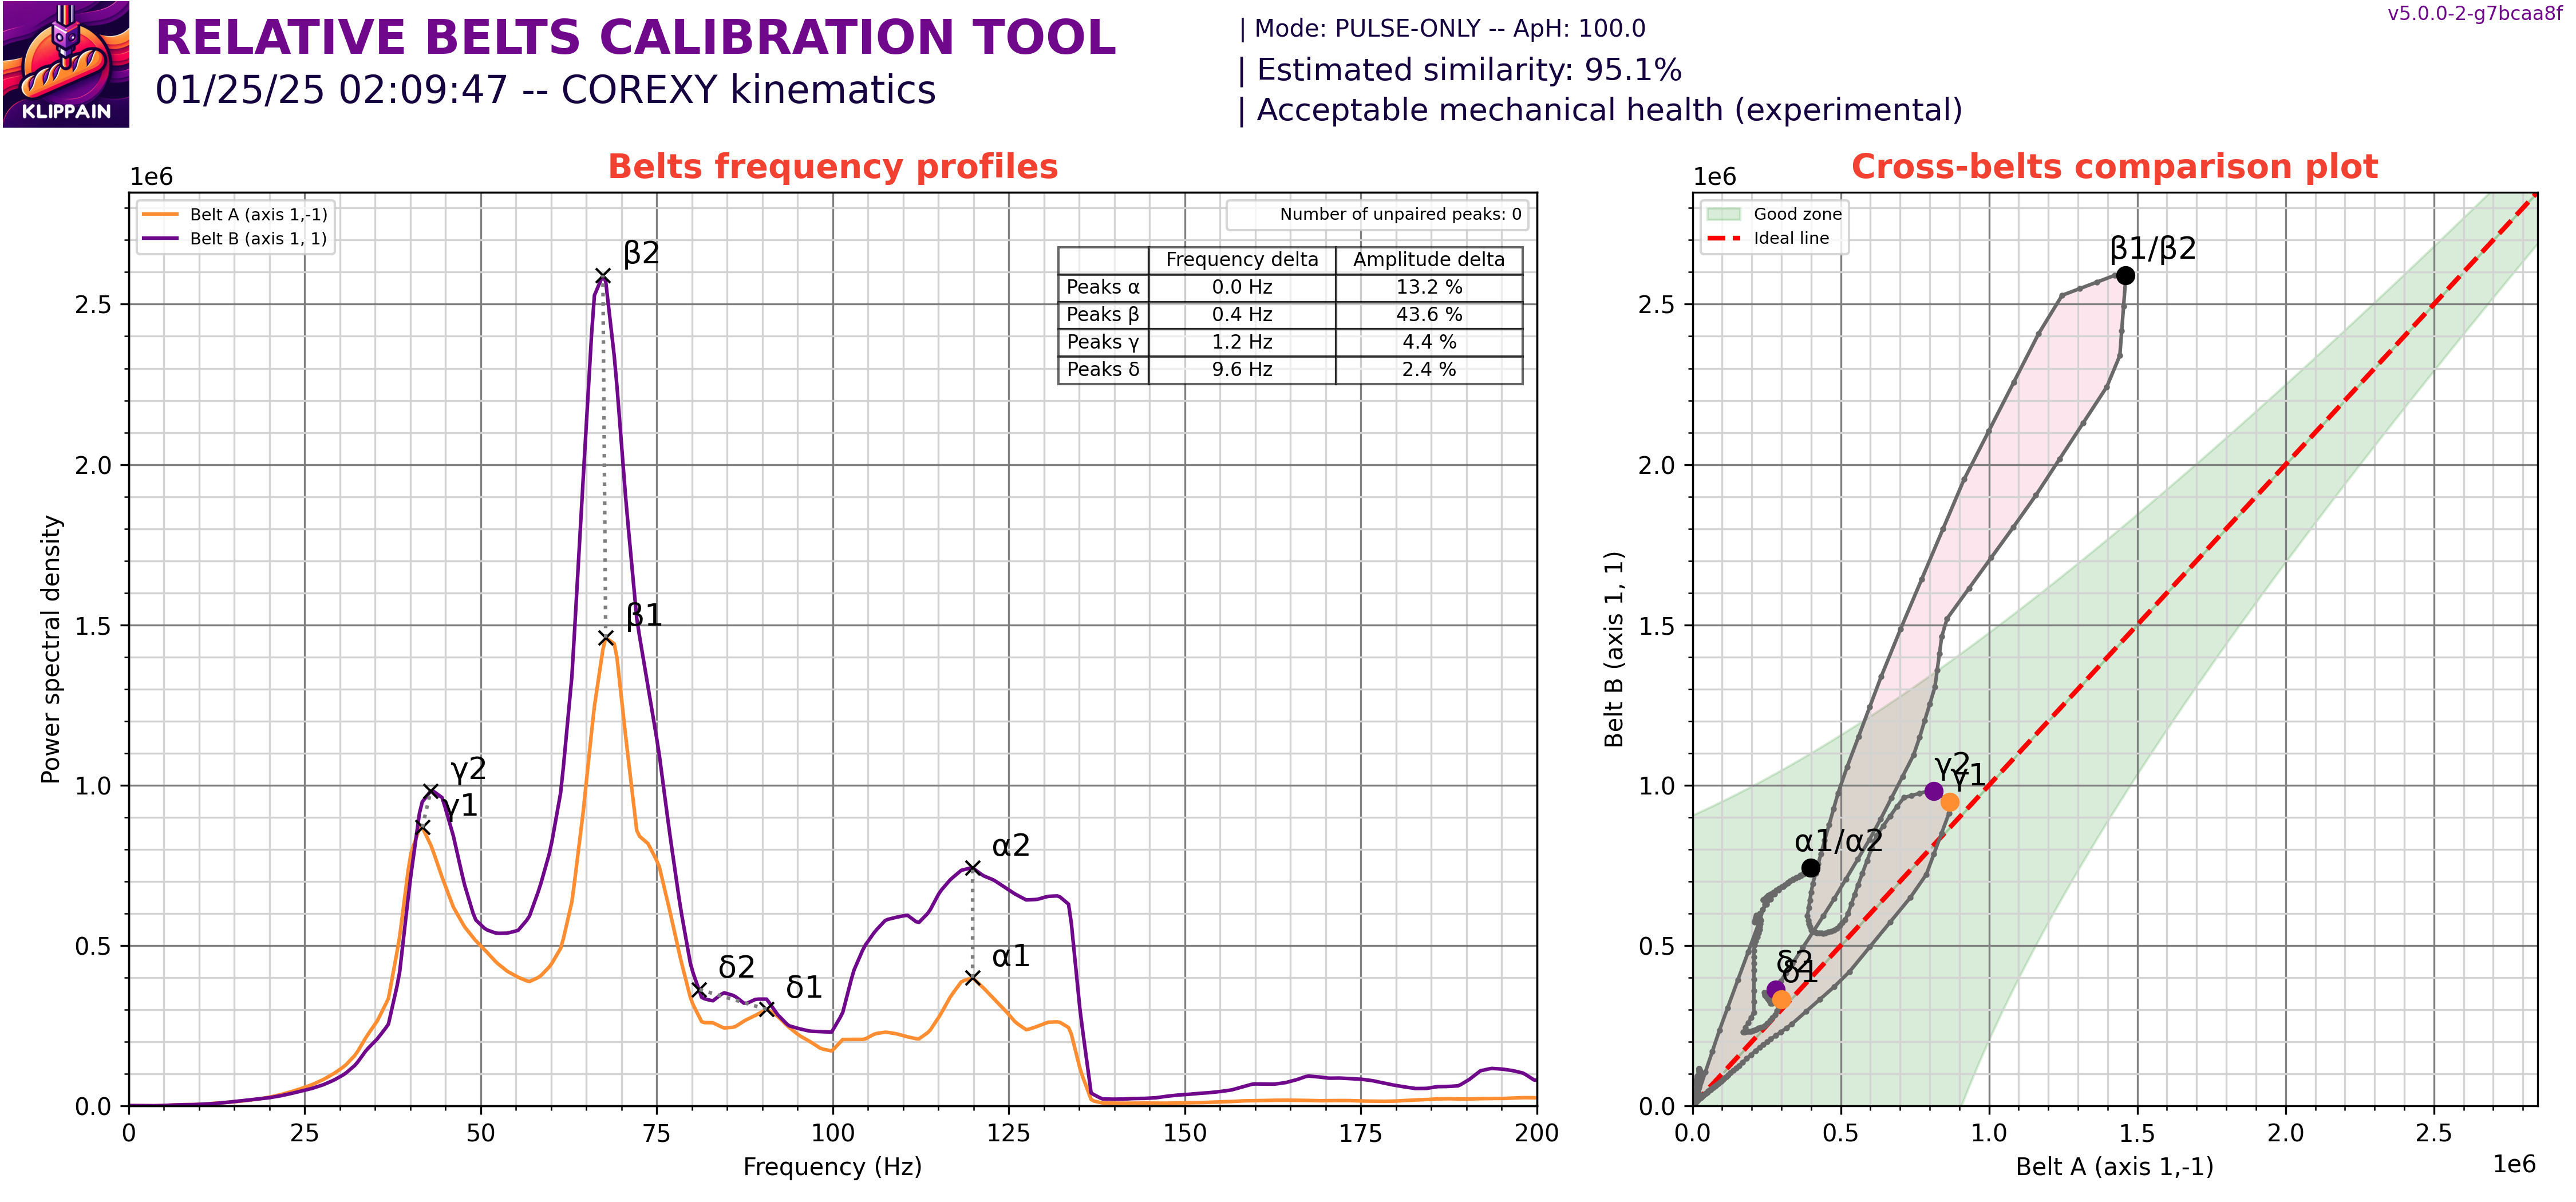 v5.0.0-2-g7bcaa8f
KLIPPAIN
RELATIVE BELTS CALIBRATION TOOL
01/25/25 02:09:47 -- COREXY kinematics
| Mode: PULSE-ONLY -- ApH: 100.0
| Estimated similarity: 95.1%
| Acceptable mechanical health (experimental)
Belts frequency profiles
1e6
Belt A (axis 1,-1)
Belt B (axis 1, 1)
Number of unpaired peaks: 0
Frequency delta Amplitude delta
Peaks α 0.0 Hz 13.2 %
Peaks β 0.4 Hz 43.6 %
Peaks γ 1.2 Hz 4.4 %
Peaks δ 9.6 Hz 2.4 %
β2
β1
γ2
γ1
α2
α1
δ2
δ1
2.5
2.0
1.5
1.0
0.5
0.0
Power spectral density
0 25 50 75 100 125 150 175 200
Frequency (Hz)
Cross-belts comparison plot
1e6
Good zone
Ideal line
β1/β2
γ2
γ1
α1/α2
δ2
δ1
2.5
2.0
1.5
1.0
0.5
0.0
Belt B (axis 1, 1)
0.0 0.5 1.0 1.5 2.0 2.5
1e6
Belt A (axis 1,-1)